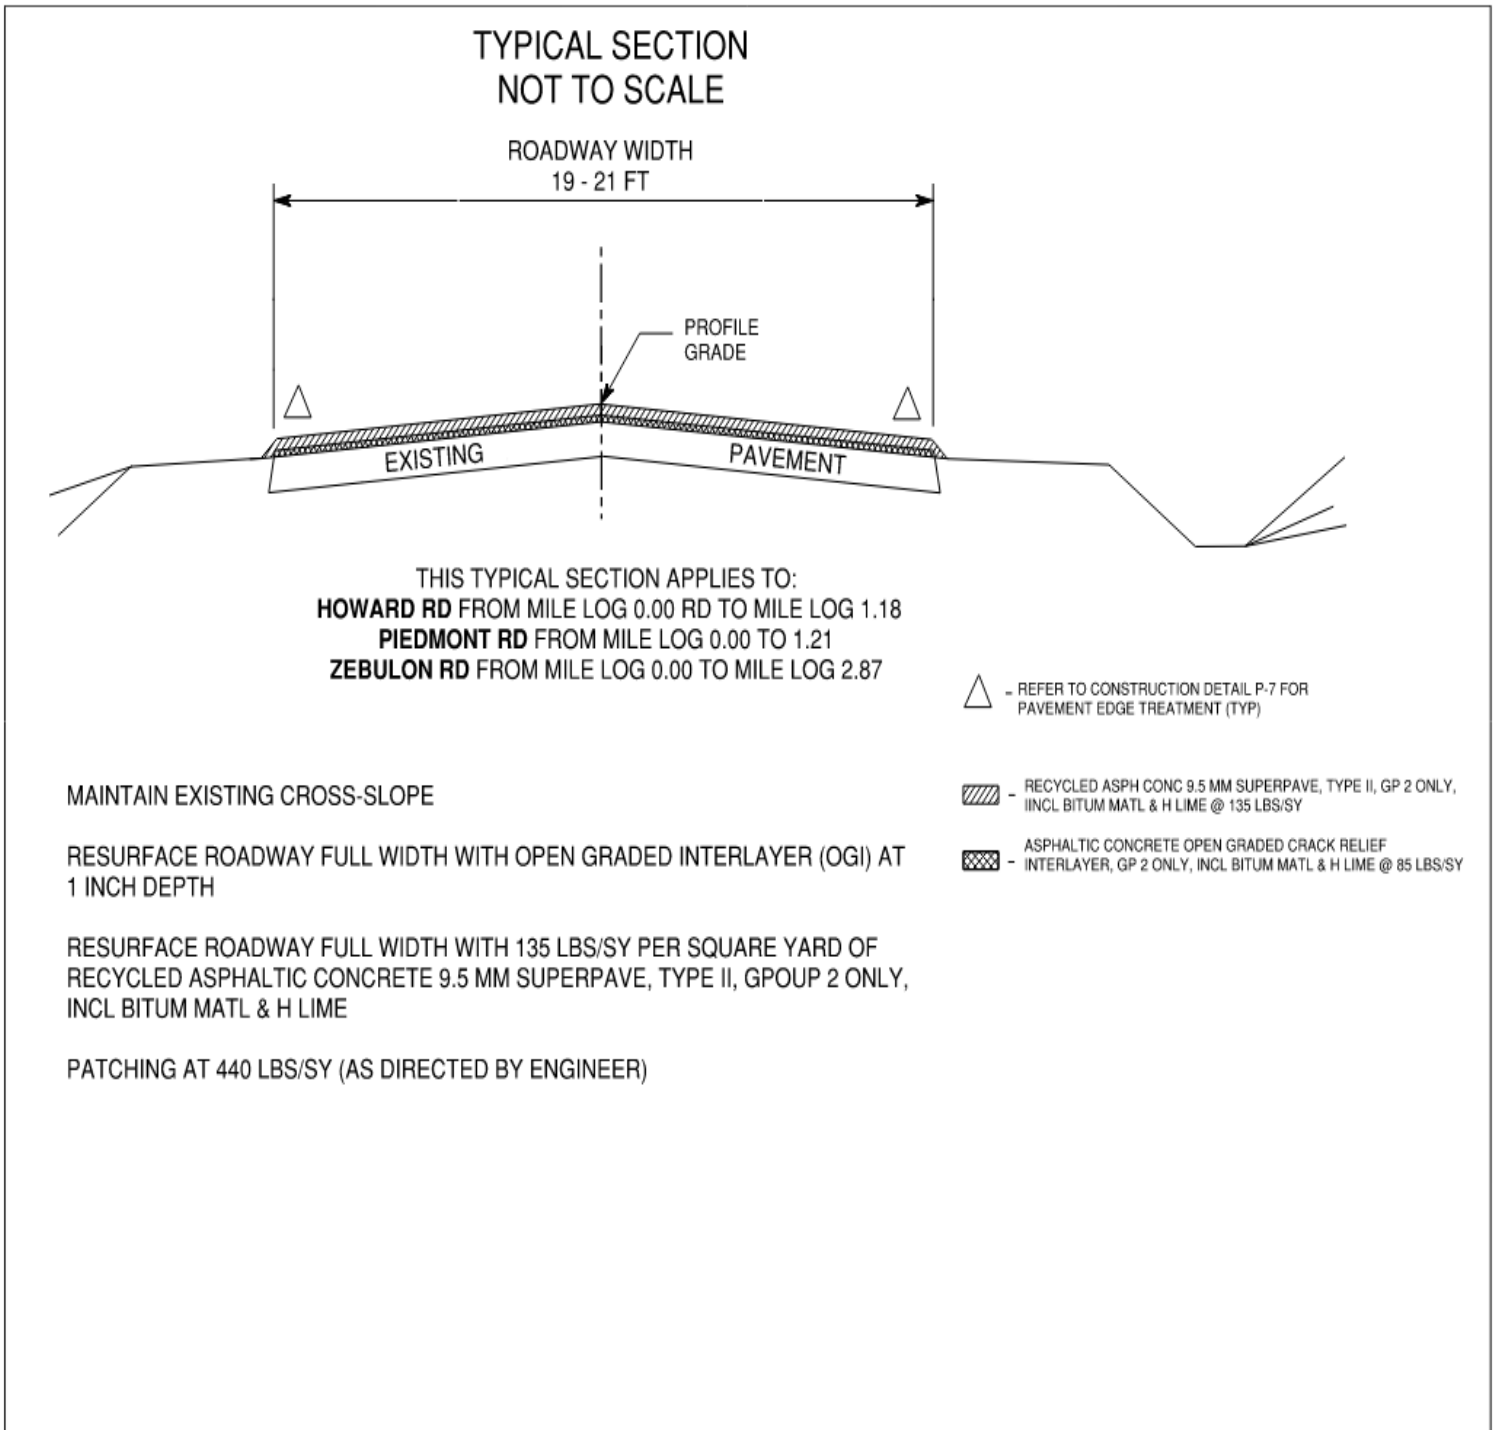 TYPICAL SECTION
NOT TO SCALE
ROADWAY WIDTH
19 - 21 FT
PROFILE
GRADE
EXISTING
PAVEMENT
THIS TYPICAL SECTION APPLIES TO:
HOWARD RD FROM MILE LOG 0.00 RD TO MILE LOG 1.18
PIEDMONT RD FROM MILE LOG 0.00 TO 1.21
ZEBULON RD FROM MILE LOG 0.00 TO MILE LOG 2.87
- REFER TO CONSTRUCTION DETAIL P-7 FOR
PAVEMENT EDGE TREATMENT (TYP)
MAINTAIN EXISTING CROSS-SLOPE
RESURFACE ROADWAY FULL WIDTH WITH OPEN GRADED INTERLAYER (OGI) AT
1 INCH DEPTH
RESURFACE ROADWAY FULL WIDTH WITH 135 LBS/SY PER SQUARE YARD OF
RECYCLED ASPHALTIC CONCRETE 9.5 MM SUPERPAVE, TYPE II, GPOUP 2 ONLY,
INCL BITUM MATL & H LIME
PATCHING AT 440 LBS/SY (AS DIRECTED BY ENGINEER)
- RECYCLED ASPH CONC 9.5 MM SUPERPAVE, TYPE II, GP 2 ONLY,
IINCL BITUM MATL & H LIME @ 135 LBS/SY
ASPHALTIC CONCRETE OPEN GRADED CRACK RELIEF
- INTERLAYER, GP 2 ONLY, INCL BITUM MATL & H LIME @ 85 LBS/SY